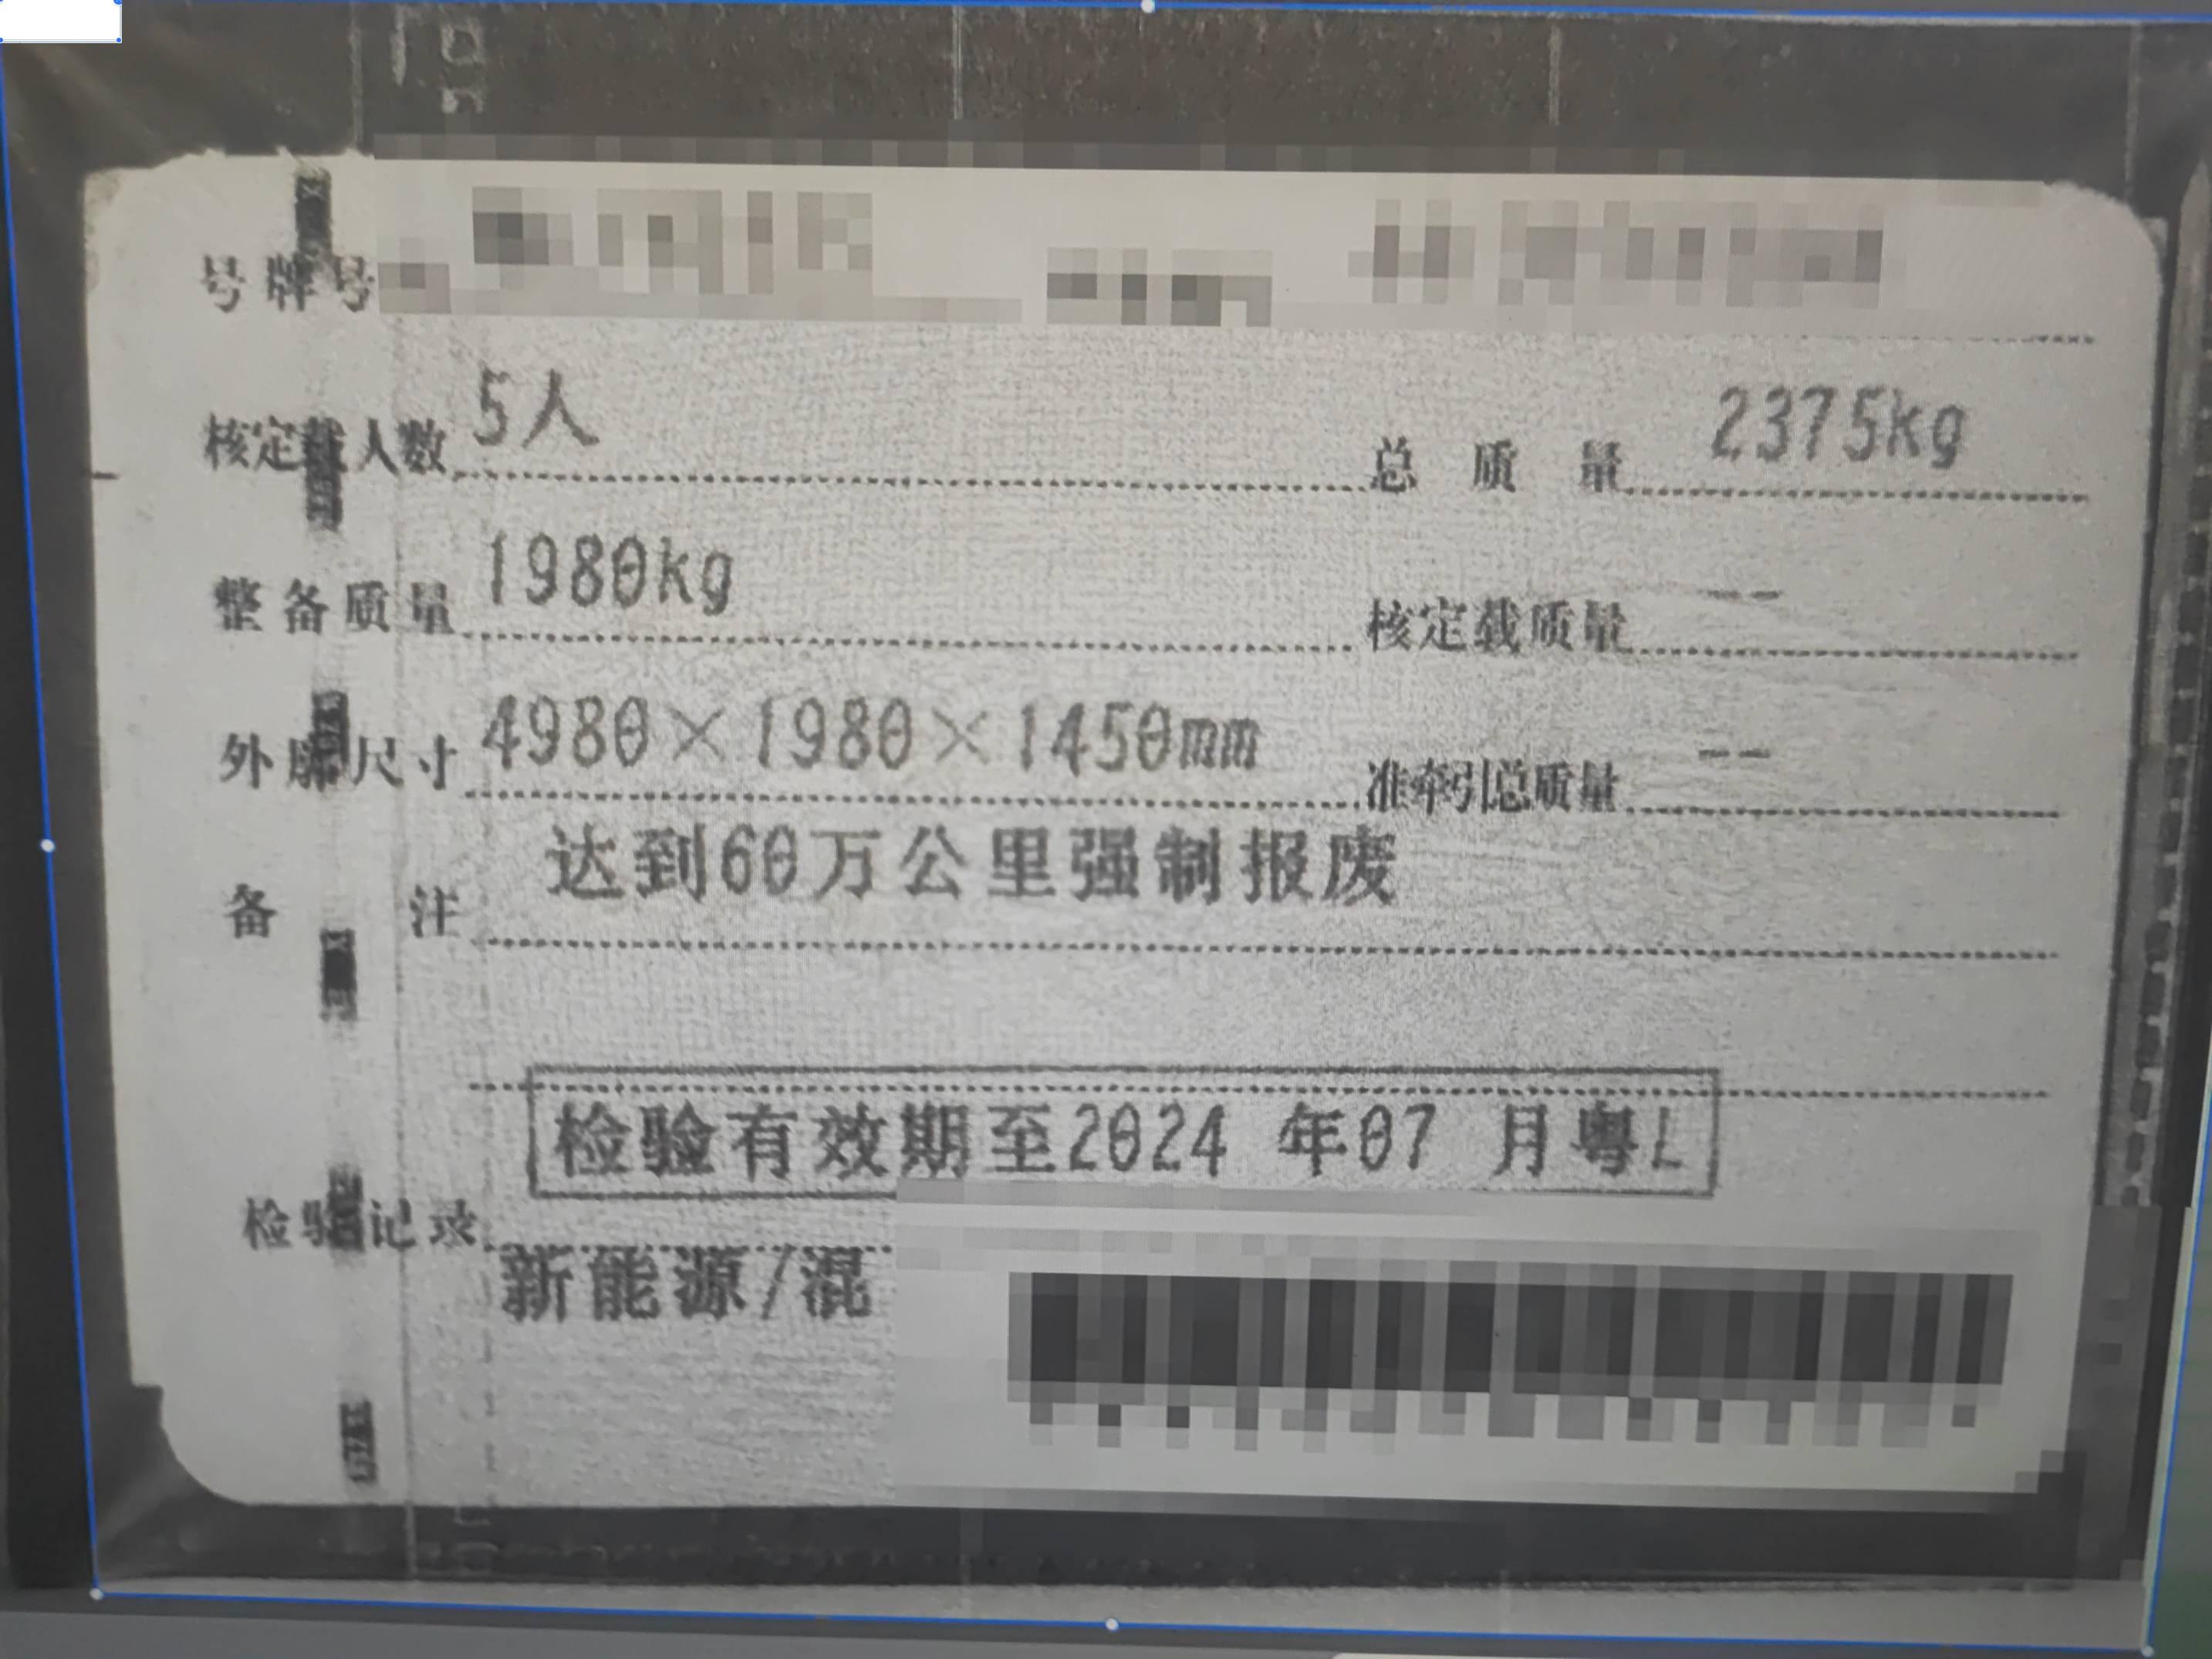 号牌号
核定载人数 5人 总质量 2375kg
整备质量 1980kg 核定载质量 --
外廓尺寸 4980×1980×1450mm 准牵引总质量 --
备注 达到60万公里强制报废
检验有效期至2024 年07 月粤L
检验记录
新能源/混